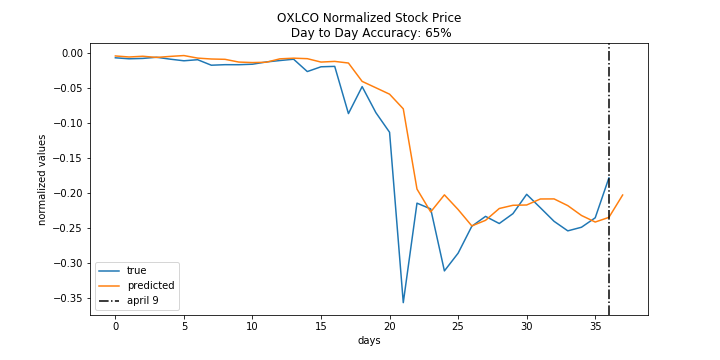 OXLCO Normalized Stock Price
Day to Day Accuracy: 65%
0.00
−0.05
−0.10
−0.15
−0.20
−0.25
−0.30
−0.35
normalized values
true
predicted
april 9
0 5 10 15 20 25 30 35
days